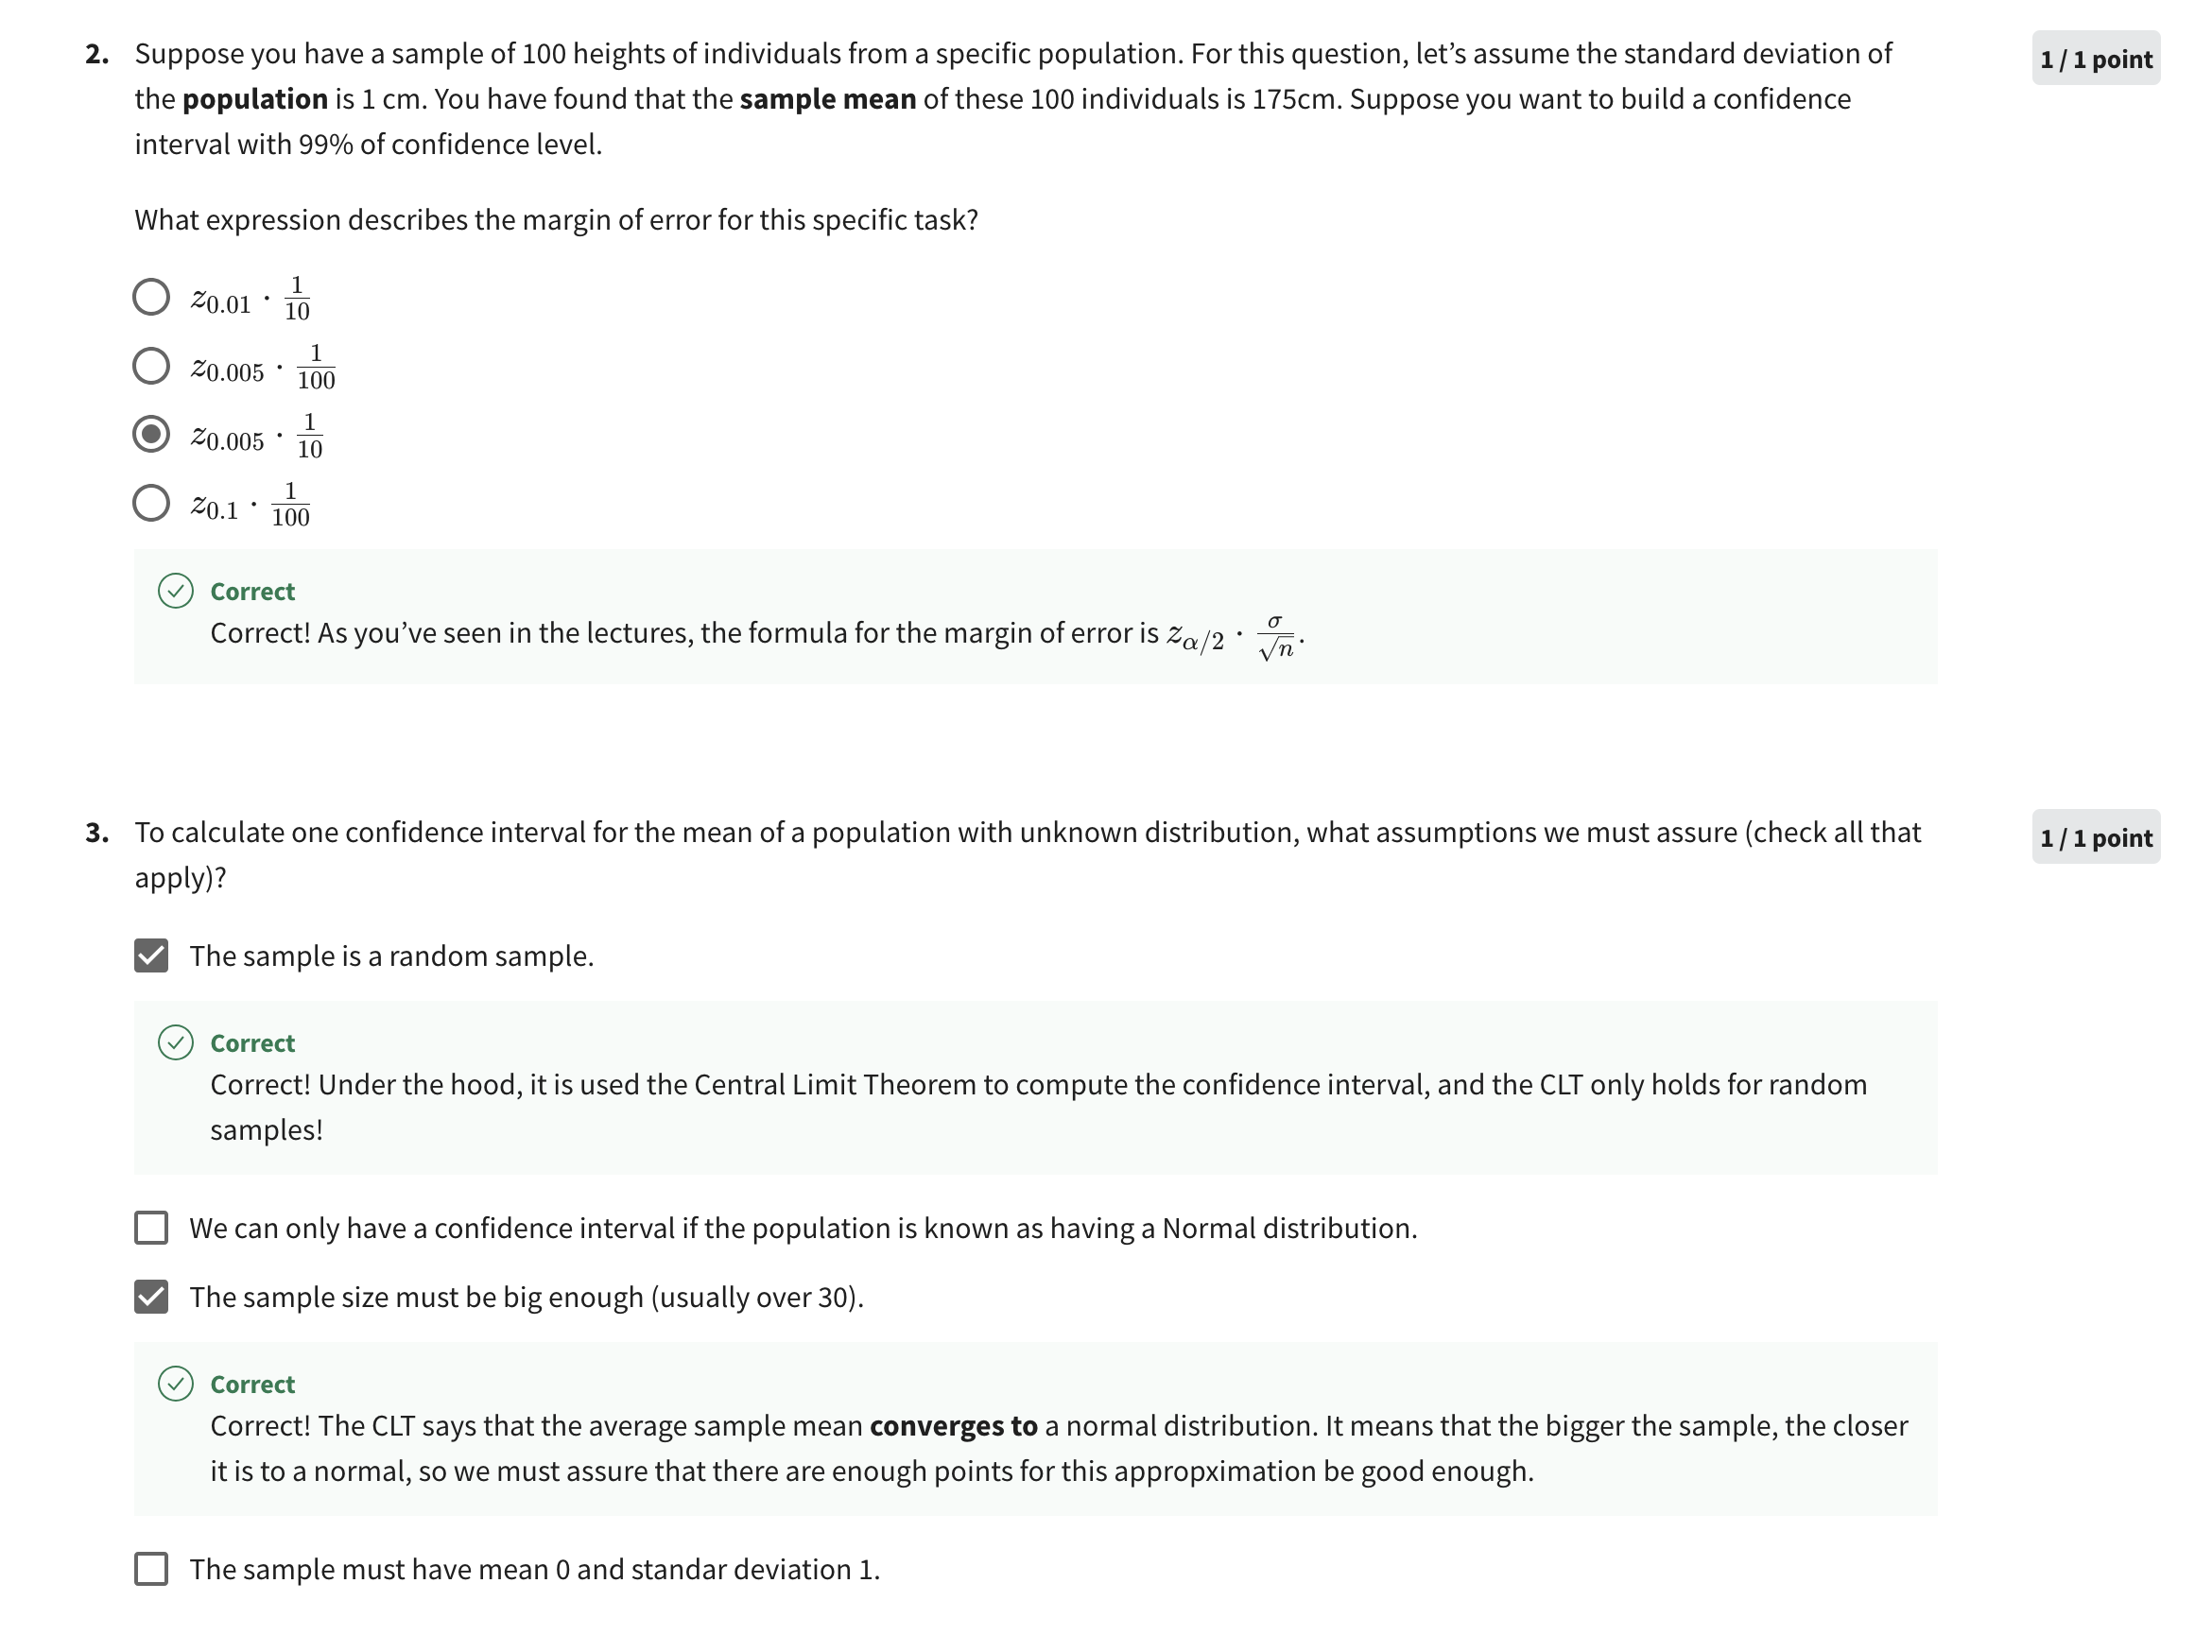 2. Suppose you have a sample of 100 heights of individuals from a specific population. For this question, let’s assume the standard deviation of
1 / 1 point
the population is 1 cm. You have found that the sample mean of these 100 individuals is 175cm. Suppose you want to build a confidence
interval with 99% of confidence level.
What expression describes the margin of error for this specific task?
z_{0.01} · \frac{1}{10}
z_{0.005} · \frac{1}{100}
z_{0.005} · \frac{1}{10}
z_{0.1} · \frac{1}{100}
Correct
Correct! As you’ve seen in the lectures, the formula for the margin of error is z_{α/2} · \frac{σ}{\sqrt{n}}.
3. To calculate one confidence interval for the mean of a population with unknown distribution, what assumptions we must assure (check all that
1 / 1 point
apply)?
The sample is a random sample.
Correct
Correct! Under the hood, it is used the Central Limit Theorem to compute the confidence interval, and the CLT only holds for random
samples!
We can only have a confidence interval if the population is known as having a Normal distribution.
The sample size must be big enough (usually over 30).
Correct
Correct! The CLT says that the average sample mean converges to a normal distribution. It means that the bigger the sample, the closer
it is to a normal, so we must assure that there are enough points for this appropximation be good enough.
The sample must have mean 0 and standar deviation 1.